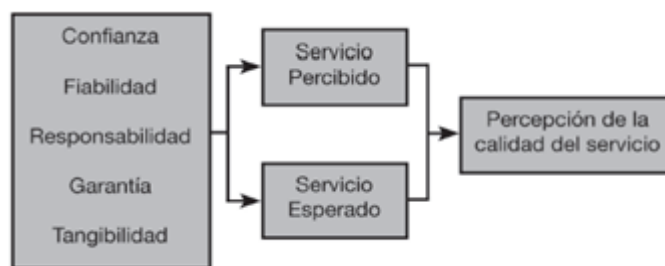 Confianza
Fiabilidad
Responsabilidad
Garantía
Tangibilidad
Servicio
Percibido
Servicio
Esperado
Percepción de la
calidad del servicio